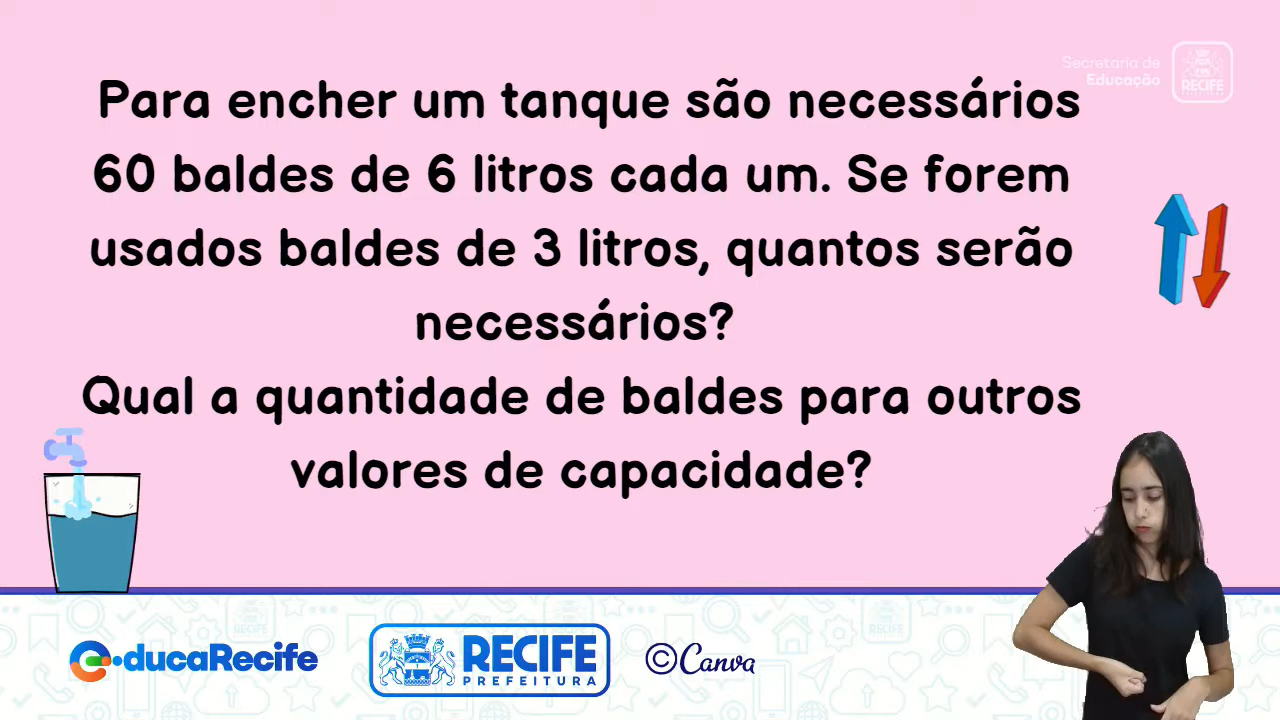 Secretaria de
Educação
RECIFE
PREFEITURA
Para encher um tanque são necessários
60 baldes de 6 litros cada um. Se forem
usados baldes de 3 litros, quantos serão
necessários?
Qual a quantidade de baldes para outros
valores de capacidade?
ducaRecife
RECIFE
PREFEITURA
©Canva